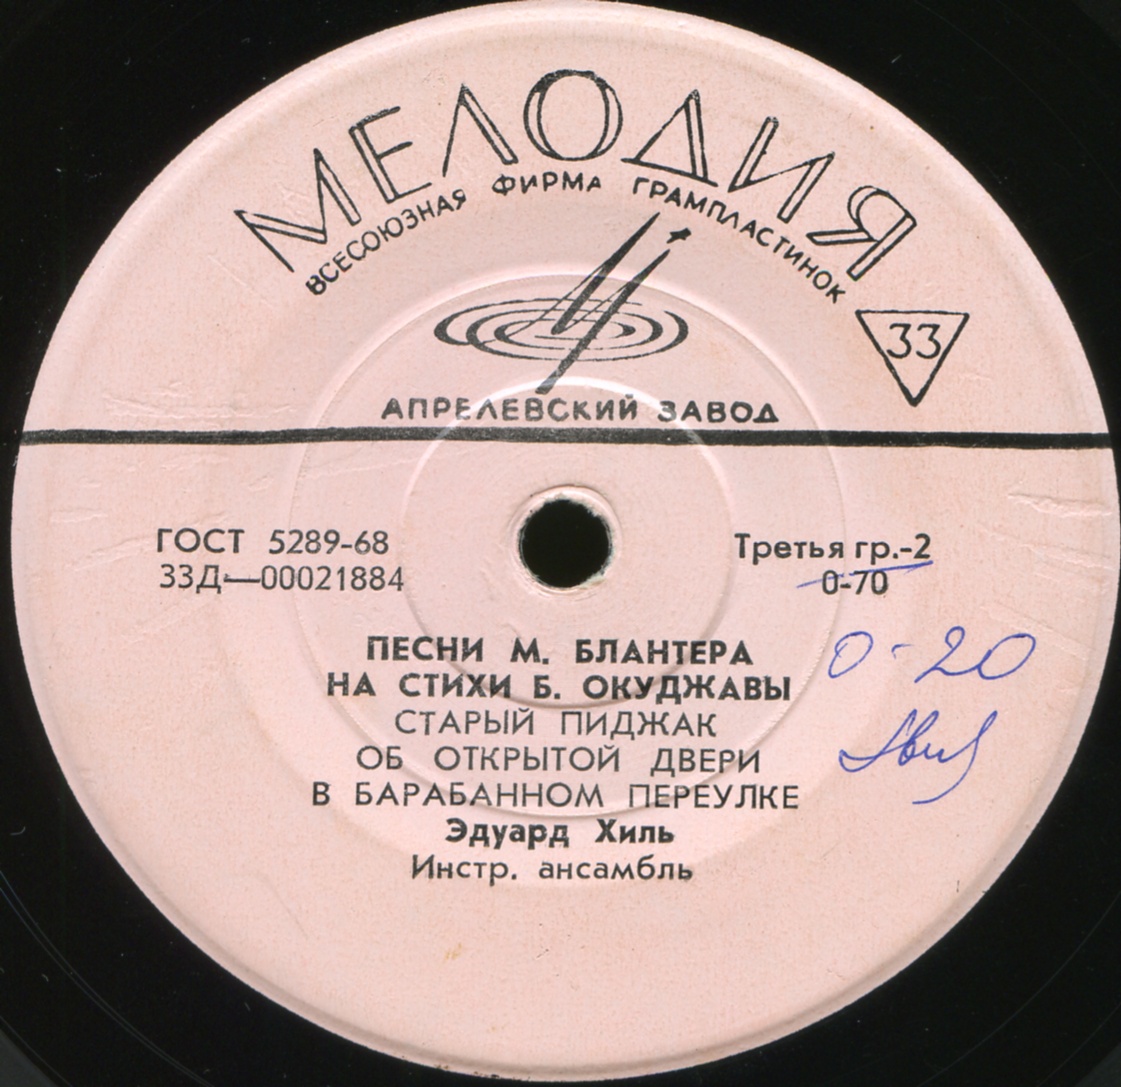 МЕЛОДИЯ
ВСЕСОЮЗНАЯ ФИРМА ГРАМПЛАСТИНОК
33
АПРЕЛЕВСКИЙ ЗАВОД
ГОСТ 5289-68
33Д—00021884
Третья гр.-2
0-70
0-20
ПЕСНИ М. БЛАНТЕРА
НА СТИХИ Б. ОКУДЖАВЫ
СТАРЫЙ ПИДЖАК
ОБ ОТКРЫТОЙ ДВЕРИ
В БАРАБАННОМ ПЕРЕУЛКЕ
Эдуард Хиль
Инстр. ансамбль